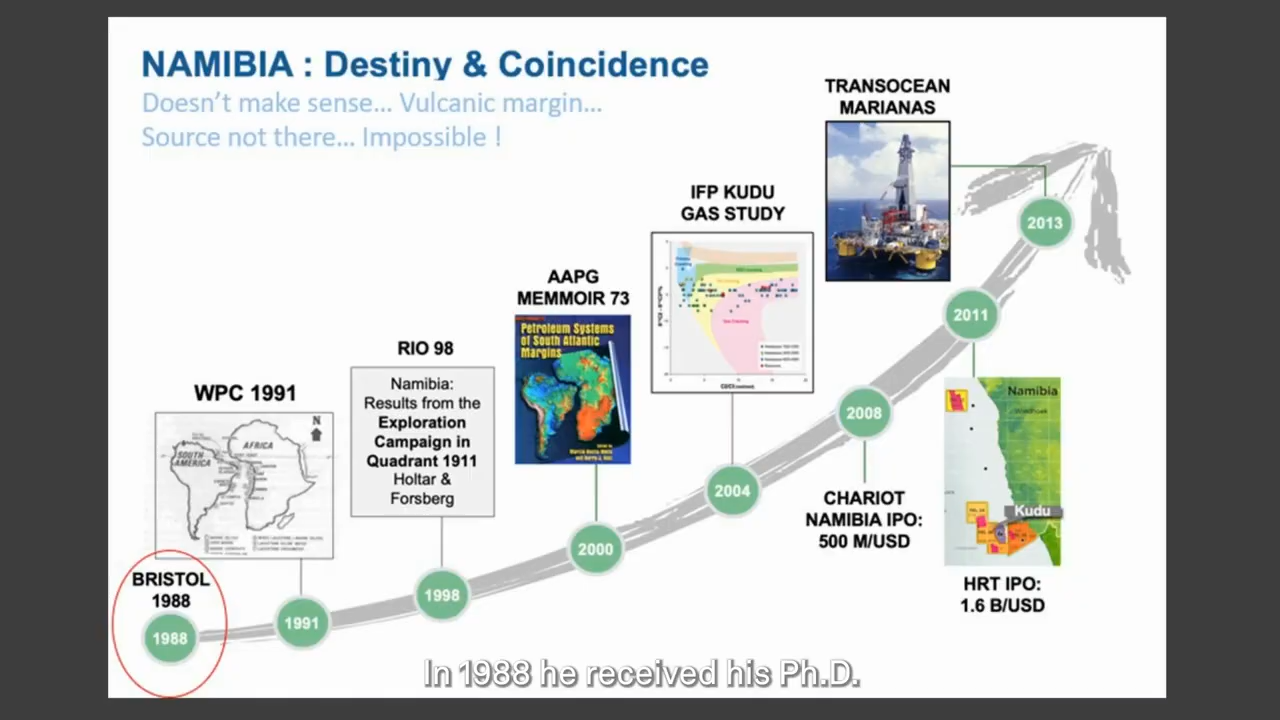 NAMIBIA : Destiny & Coincidence
Doesn't make sense... Vulcanic margin...
Source not there... Impossible !
TRANSOCEAN
MARIANAS
2013
IFP KUDU
GAS STUDY
AAPG
MEMMOIR 73
Petroleum Systems
of South Atlantic
Margins
2011
RIO 98
Namibia:
Results from the
Exploration
Campaign in
Quadrant 1911
Holtar &
Forsberg
WPC 1991
N
AFRICA
SOUTH
AMERICA
2008
Namibia
Kudu
2004
CHARIOT
NAMIBIA IPO:
500 M/USD
2000
HRT IPO:
1.6 B/USD
1998
1991
BRISTOL
1988
1988
In 1988 he received his Ph.D.